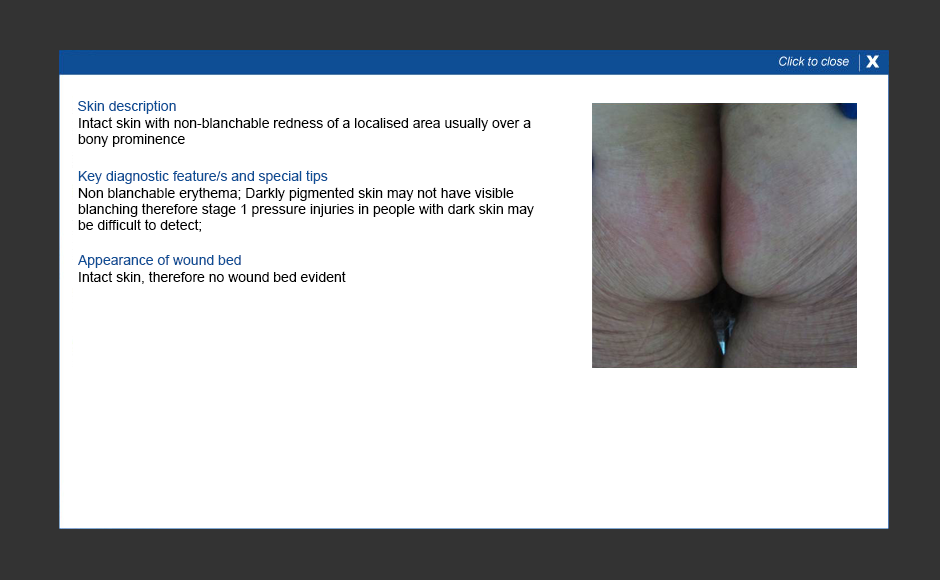 Click to close | X
Skin description
Intact skin with non-blanchable redness of a localised area usually over a
bony prominence
Key diagnostic feature/s and special tips
Non blanchable erythema; Darkly pigmented skin may not have visible
blanching therefore stage 1 pressure injuries in people with dark skin may
be difficult to detect;
Appearance of wound bed
Intact skin, therefore no wound bed evident